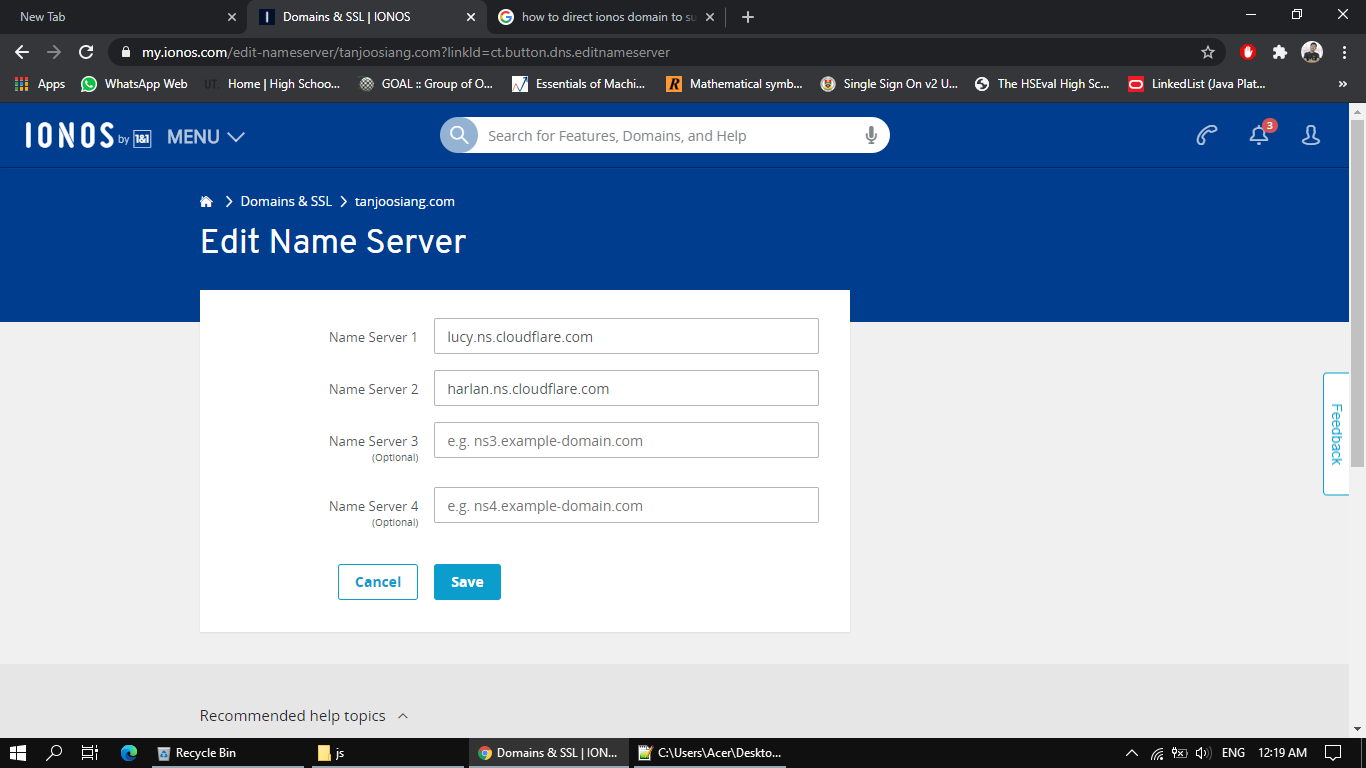 New Tab
Domains & SSL | IONOS
how to direct ionos domain to su
my.ionos.com/edit-nameserver/tanjoosiang.com?linkId=ct.button.dns.editnameserver
Apps WhatsApp Web UT. Home | High Schoo... GOAL :: Group of O... Essentials of Machi... R Mathematical symb... Single Sign On v2 U... The HSEval High Sc... LinkedList (Java Plat... »
IONOS by 1&1 MENU Search for Features, Domains, and Help 3
Domains & SSL tanjoosiang.com
Edit Name Server
Name Server 1 lucy.ns.cloudflare.com
Name Server 2 harlan.ns.cloudflare.com
Name Server 3 e.g. ns3.example-domain.com
(Optional)
Name Server 4 e.g. ns4.example-domain.com
(Optional)
Cancel Save
Feedback
Recommended help topics
Recycle Bin js Domains & SSL | ION... C:\Users\Acer\Deskto... ENG 12:19 AM